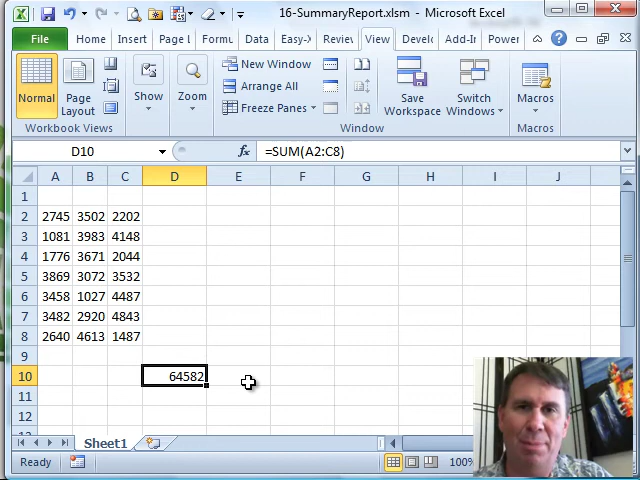 16-SummaryReport.xlsm - Microsoft Excel
File Home Insert Page L Formu Data Easy-X Review View Develo Add-In Power
Normal
Page Layout
Workbook Views
Show
Zoom
New Window
Arrange All
Freeze Panes
Save Workspace
Switch Windows
Window
Macros
Macros
D10 fx =SUM(A2:C8)
A B C D E F G H I J
1
2 2745 3502 2202
3 1081 3983 4148
4 1776 3671 2044
5 3869 3072 3532
6 3458 1027 4487
7 3482 2920 4843
8 2640 4613 1487
9
10 64582
11
12
Sheet1
Ready 100%